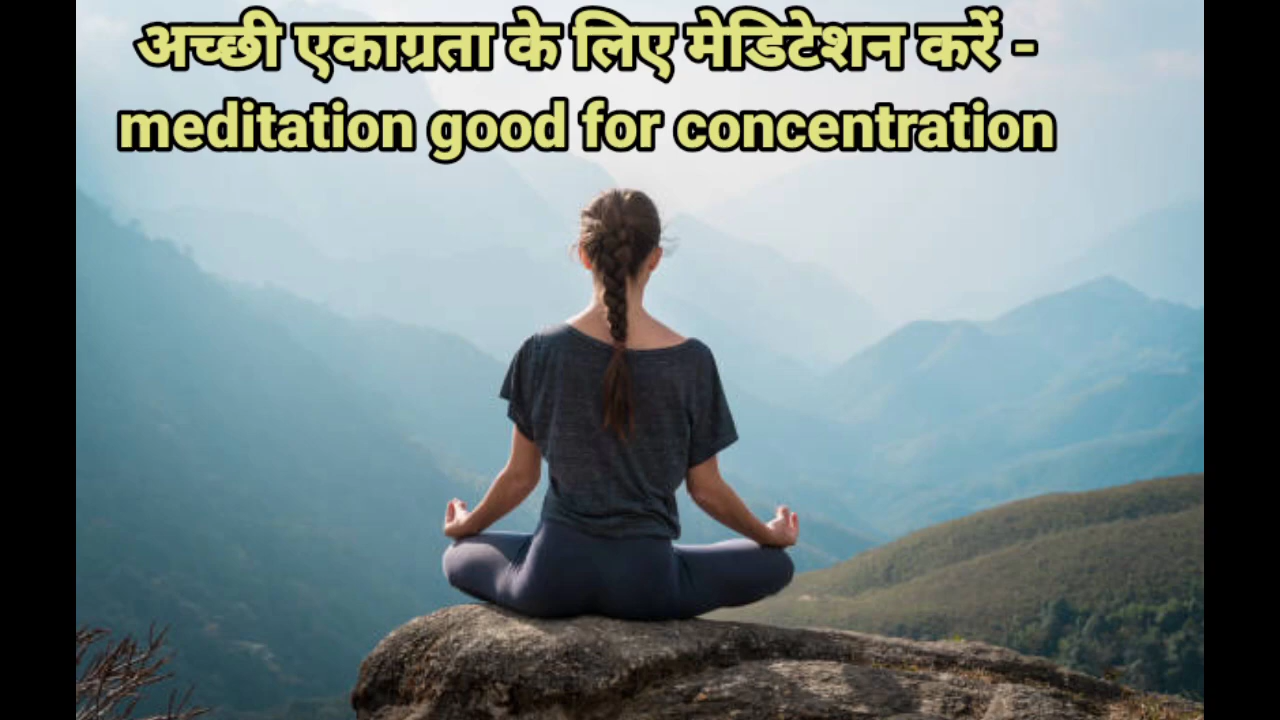 अच्छी एकाग्रता के लिए मेडिटेशन करें -
meditation good for concentration